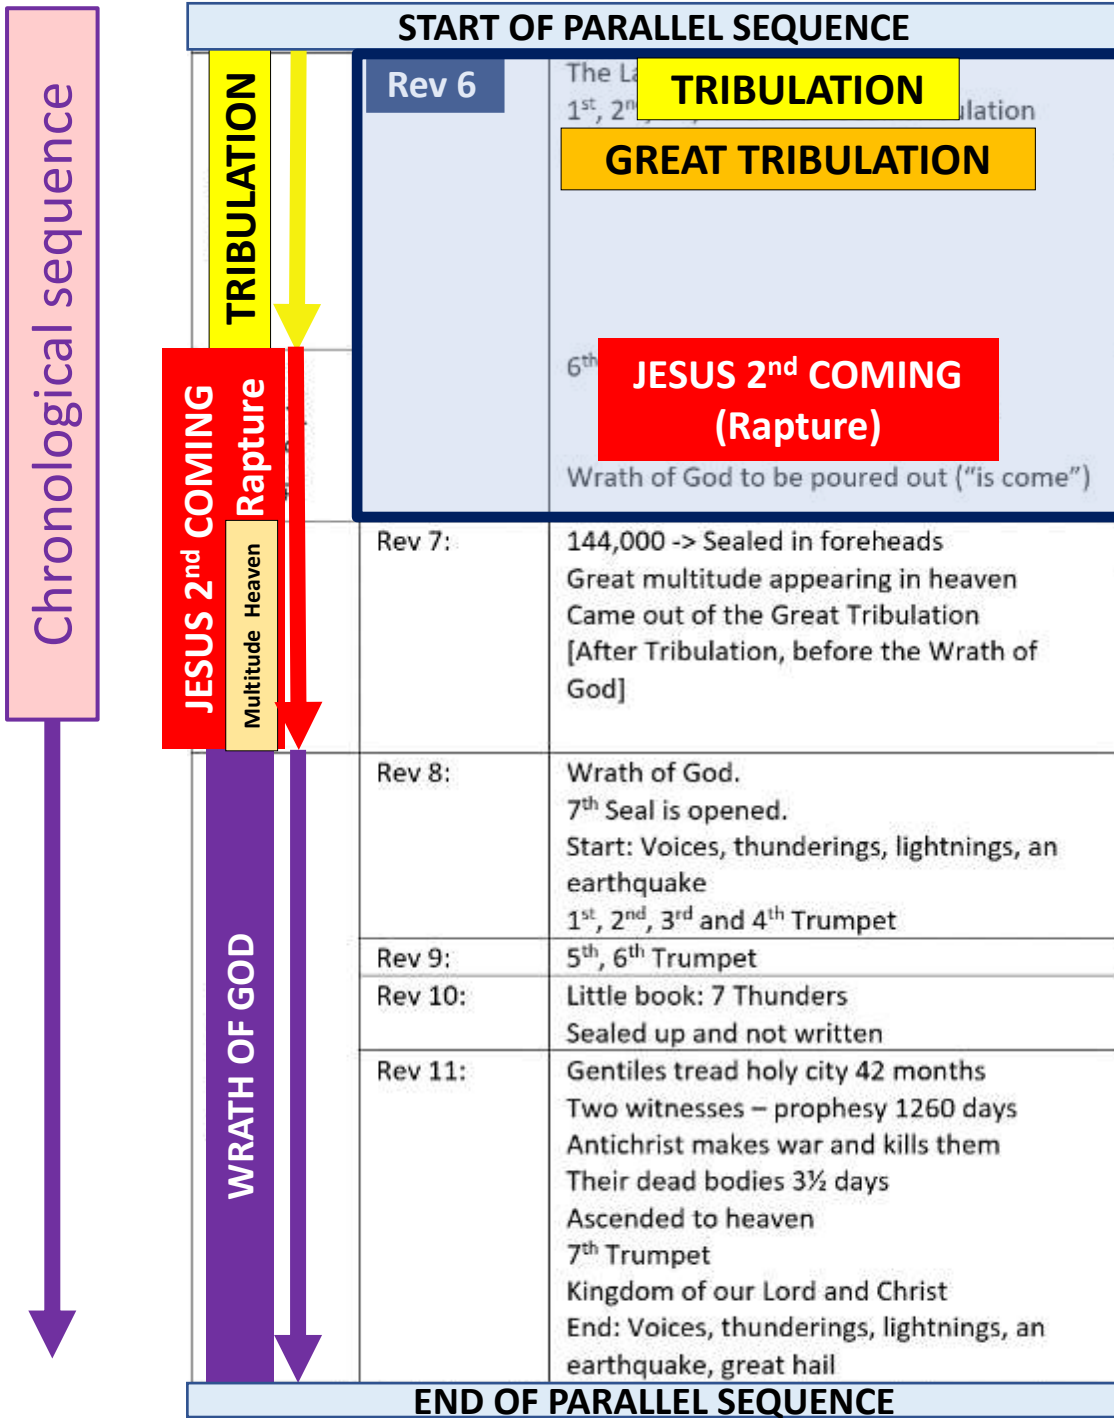 START OF PARALLEL SEQUENCE
Chronological sequence
TRIBULATION
JESUS 2nd COMING
Rapture
Multitude Heaven
WRATH OF GOD
Rev 6
The La
TRIBULATION
1st, 2n
ulation
GREAT TRIBULATION
6th
JESUS 2nd COMING
(Rapture)
Wrath of God to be poured out (“is come”)
Rev 7:
144,000 -> Sealed in foreheads
Great multitude appearing in heaven
Came out of the Great Tribulation
[After Tribulation, before the Wrath of
God]
Rev 8:
Wrath of God.
7th Seal is opened.
Start: Voices, thunderings, lightnings, an
earthquake
1st, 2nd, 3rd and 4th Trumpet
Rev 9:
5th, 6th Trumpet
Rev 10:
Little book: 7 Thunders
Sealed up and not written
Rev 11:
Gentiles tread holy city 42 months
Two witnesses – prophesy 1260 days
Antichrist makes war and kills them
Their dead bodies 3½ days
Ascended to heaven
7th Trumpet
Kingdom of our Lord and Christ
End: Voices, thunderings, lightnings, an
earthquake, great hail
END OF PARALLEL SEQUENCE